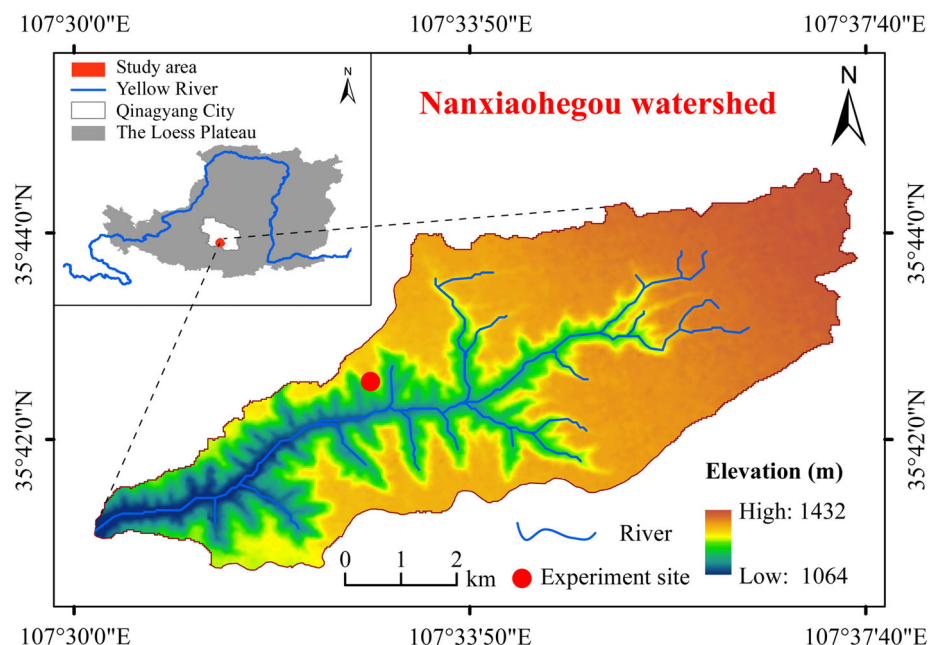 107°30'0"E 107°33'50"E 107°37'40"E
Study area
Yellow River
Qinagyang City
The Loess Plateau
N
Nanxiaohegou watershed
N
35°44'0"N
35°44'0"N
35°42'0"N
35°42'0"N
Elevation (m)
High: 1432
Low: 1064
River
Experiment site
0 1 2
km
107°30'0"E 107°33'50"E 107°37'40"E